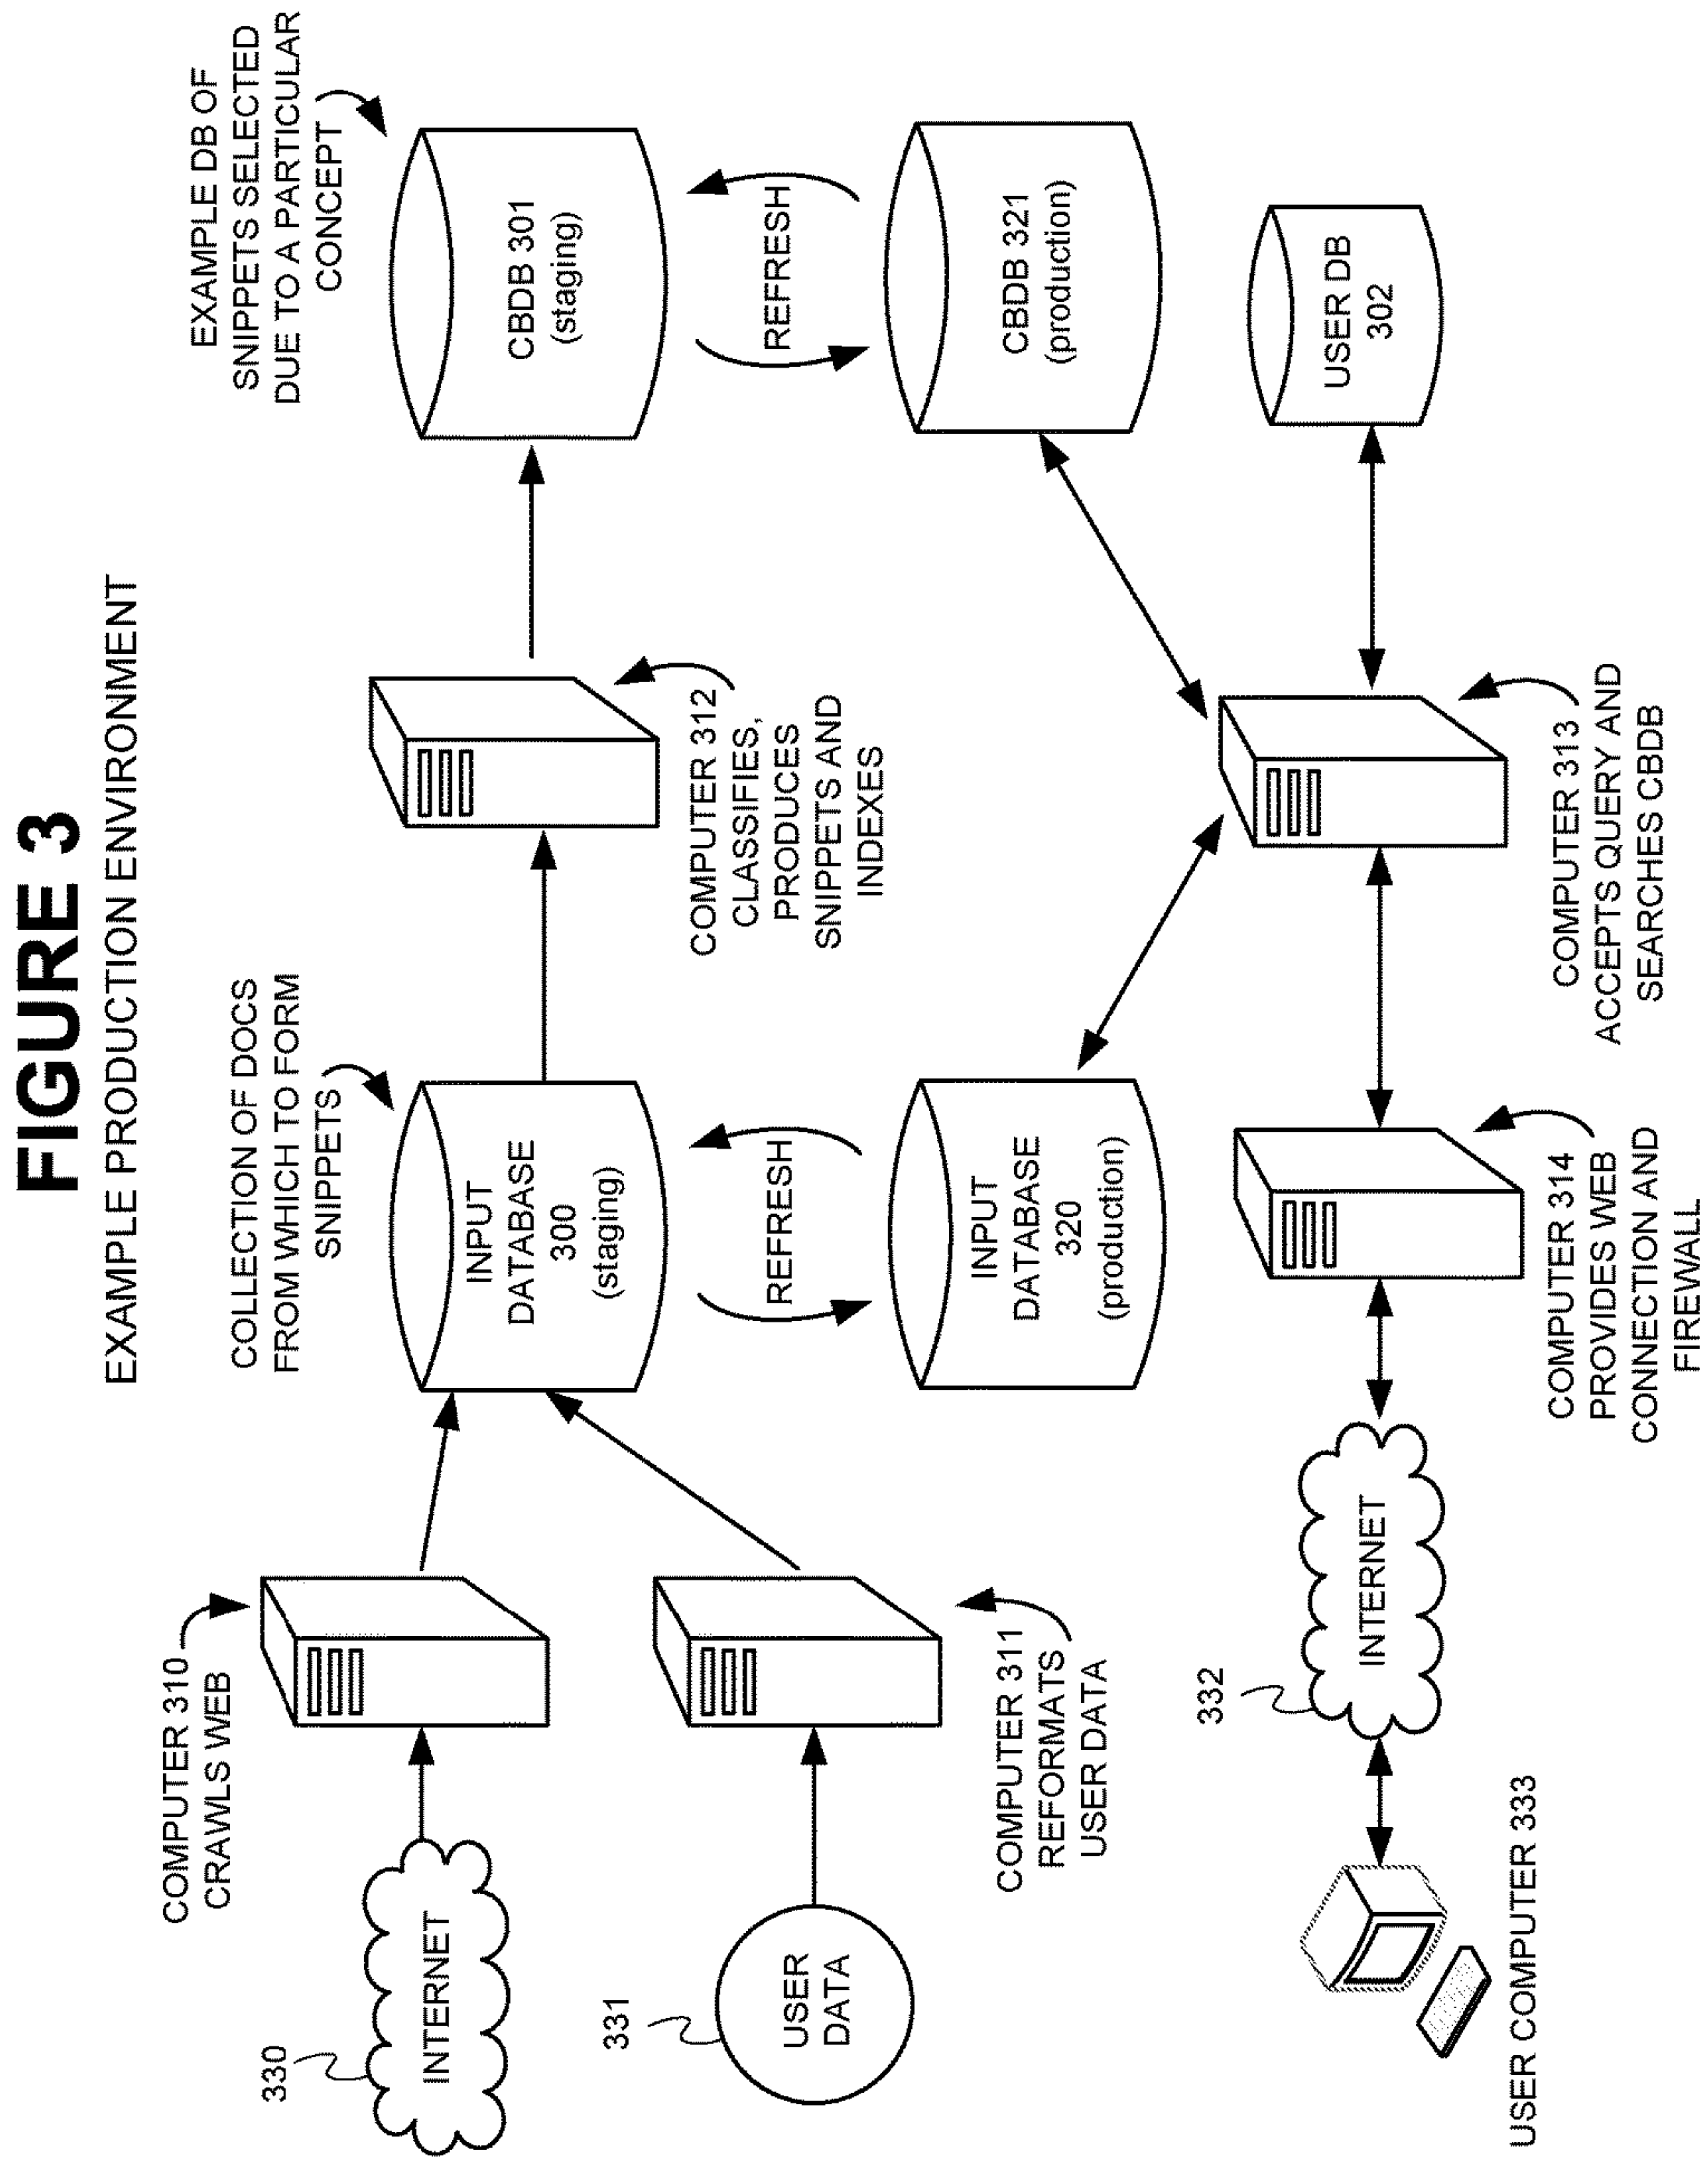 FIGURE 3
EXAMPLE PRODUCTION ENVIRONMENT
COMPUTER 310
CRAWLS WEB
330
INTERNET
COLLECTION OF DOCS
FROM WHICH TO FORM
SNIPPETS
INPUT
DATABASE
300
(staging)
COMPUTER 312
CLASSIFIES,
PRODUCES
SNIPPETS AND
INDEXES
EXAMPLE DB OF
SNIPPETS SELECTED
DUE TO A PARTICULAR
CONCEPT
CBDB 301
(staging)
331
USER
DATA
COMPUTER 311
REFORMATS
USER DATA
REFRESH
REFRESH
INPUT
DATABASE
320
(production)
CBDB 321
(production)
332
INTERNET
USER COMPUTER 333
COMPUTER 314
PROVIDES WEB
CONNECTION AND
FIREWALL
COMPUTER 313
ACCEPTS QUERY AND
SEARCHES CBDB
USER DB
302